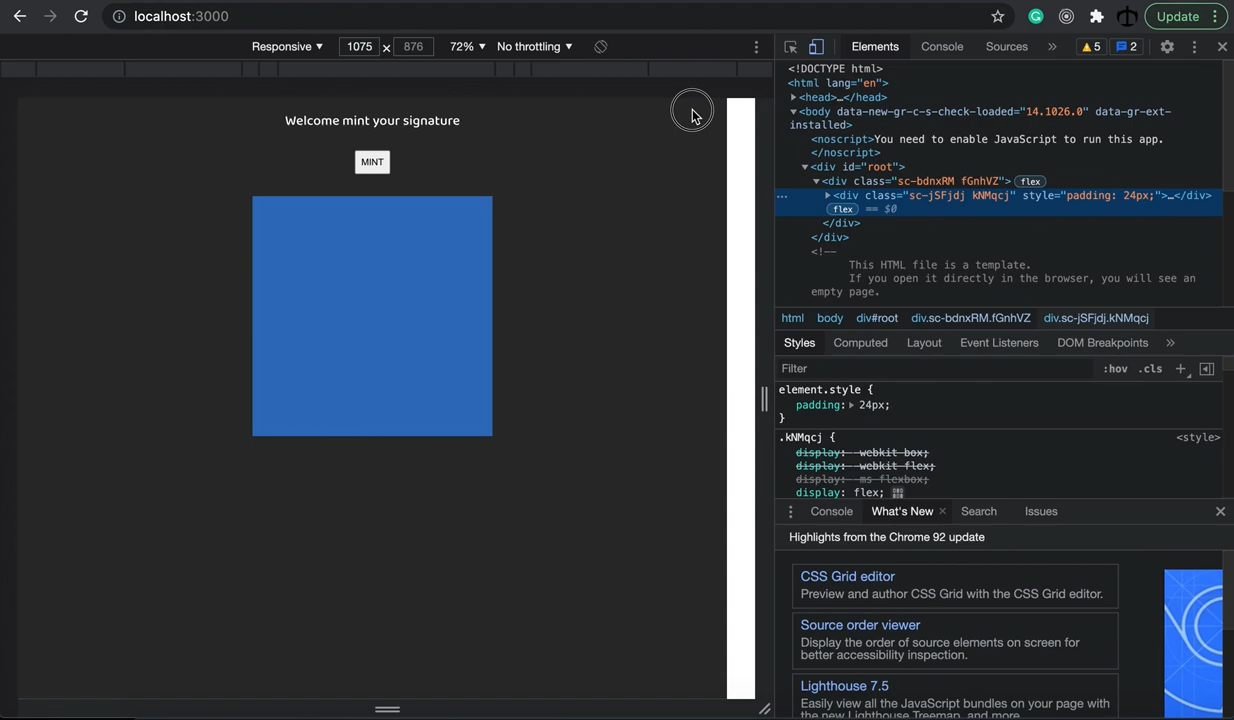 localhost:3000
Update
Responsive ▼ 1075 × 876 72% ▼ No throttling ▼
Elements Console Sources » 5 2
Welcome mint your signature
MINT
<!DOCTYPE html>
<html lang="en">
<head>…</head>
<body data-new-gr-c-s-check-loaded="14.1026.0" data-gr-ext-
installed>
<noscript>You need to enable JavaScript to run this app.
</noscript>
<div id="root">
<div class="sc-bdnxRM fGnhVZ"> flex
<div class="sc-jSFjdj kNMqcj" style="padding: 24px;">…</div>
flex == $0
</div>
</div>
<!--
This HTML file is a template.
If you open it directly in the browser, you will see an
empty page.
html body div#root div.sc-bdnxRM.fGnhVZ div.sc-jSFjdj.kNMqcj
Styles Computed Layout Event Listeners DOM Breakpoints »
Filter :hov .cls +
element.style {
padding: 24px;
}
.kNMqcj { <style>
display: -webkit-box;
display: -webkit-flex;
display: -ms-flexbox;
display: flex;
Console What's New × Search Issues
Highlights from the Chrome 92 update
CSS Grid editor
Preview and author CSS Grid with the CSS Grid editor.
Source order viewer
Display the order of source elements on screen for
better accessibility inspection.
Lighthouse 7.5
Easily view all the JavaScript bundles on your page with
the new Lighthouse Treemap, and more.